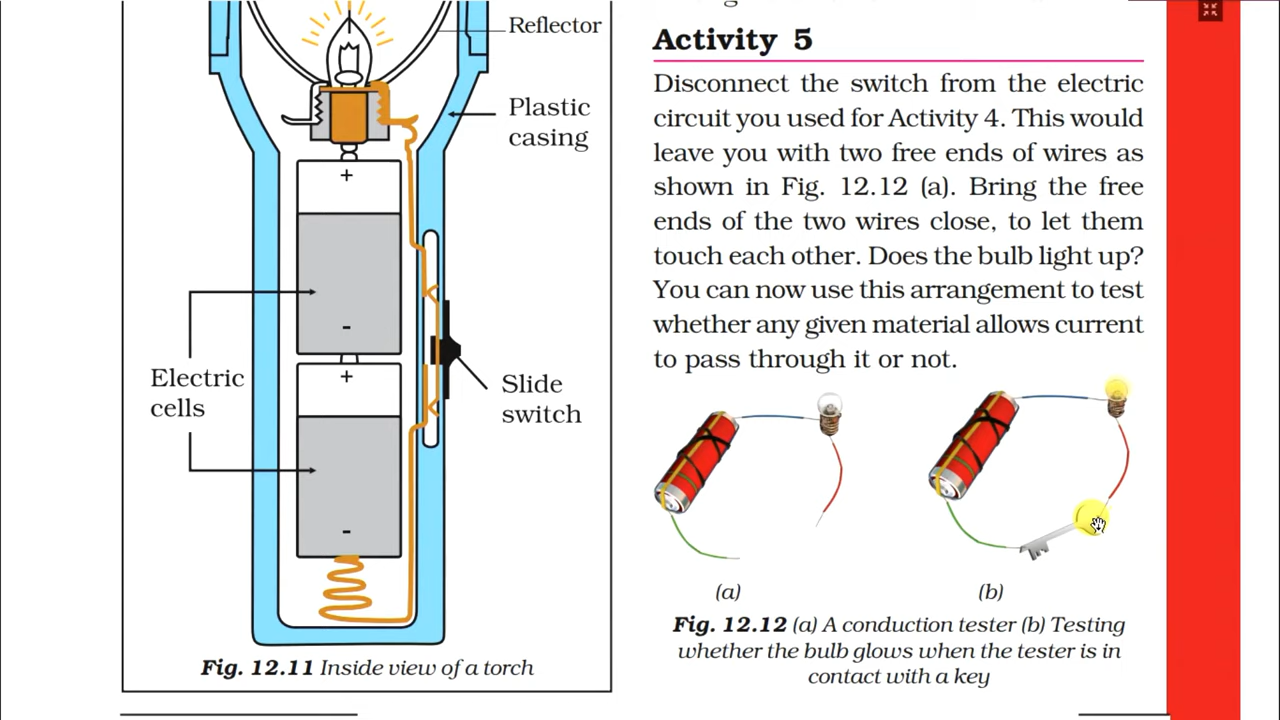 Reflector
Plastic
casing
+
-
+
Electric
cells
Slide
switch
-
Fig. 12.11 Inside view of a torch
Activity 5
Disconnect the switch from the electric
circuit you used for Activity 4. This would
leave you with two free ends of wires as
shown in Fig. 12.12 (a). Bring the free
ends of the two wires close, to let them
touch each other. Does the bulb light up?
You can now use this arrangement to test
whether any given material allows current
to pass through it or not.
(a)
(b)
Fig. 12.12 (a) A conduction tester (b) Testing
whether the bulb glows when the tester is in
contact with a key